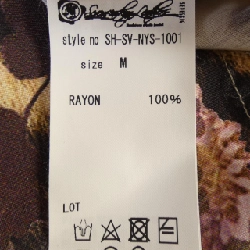 style no SH-SV-NYS-1001
size M
RAYON 100%
LOT